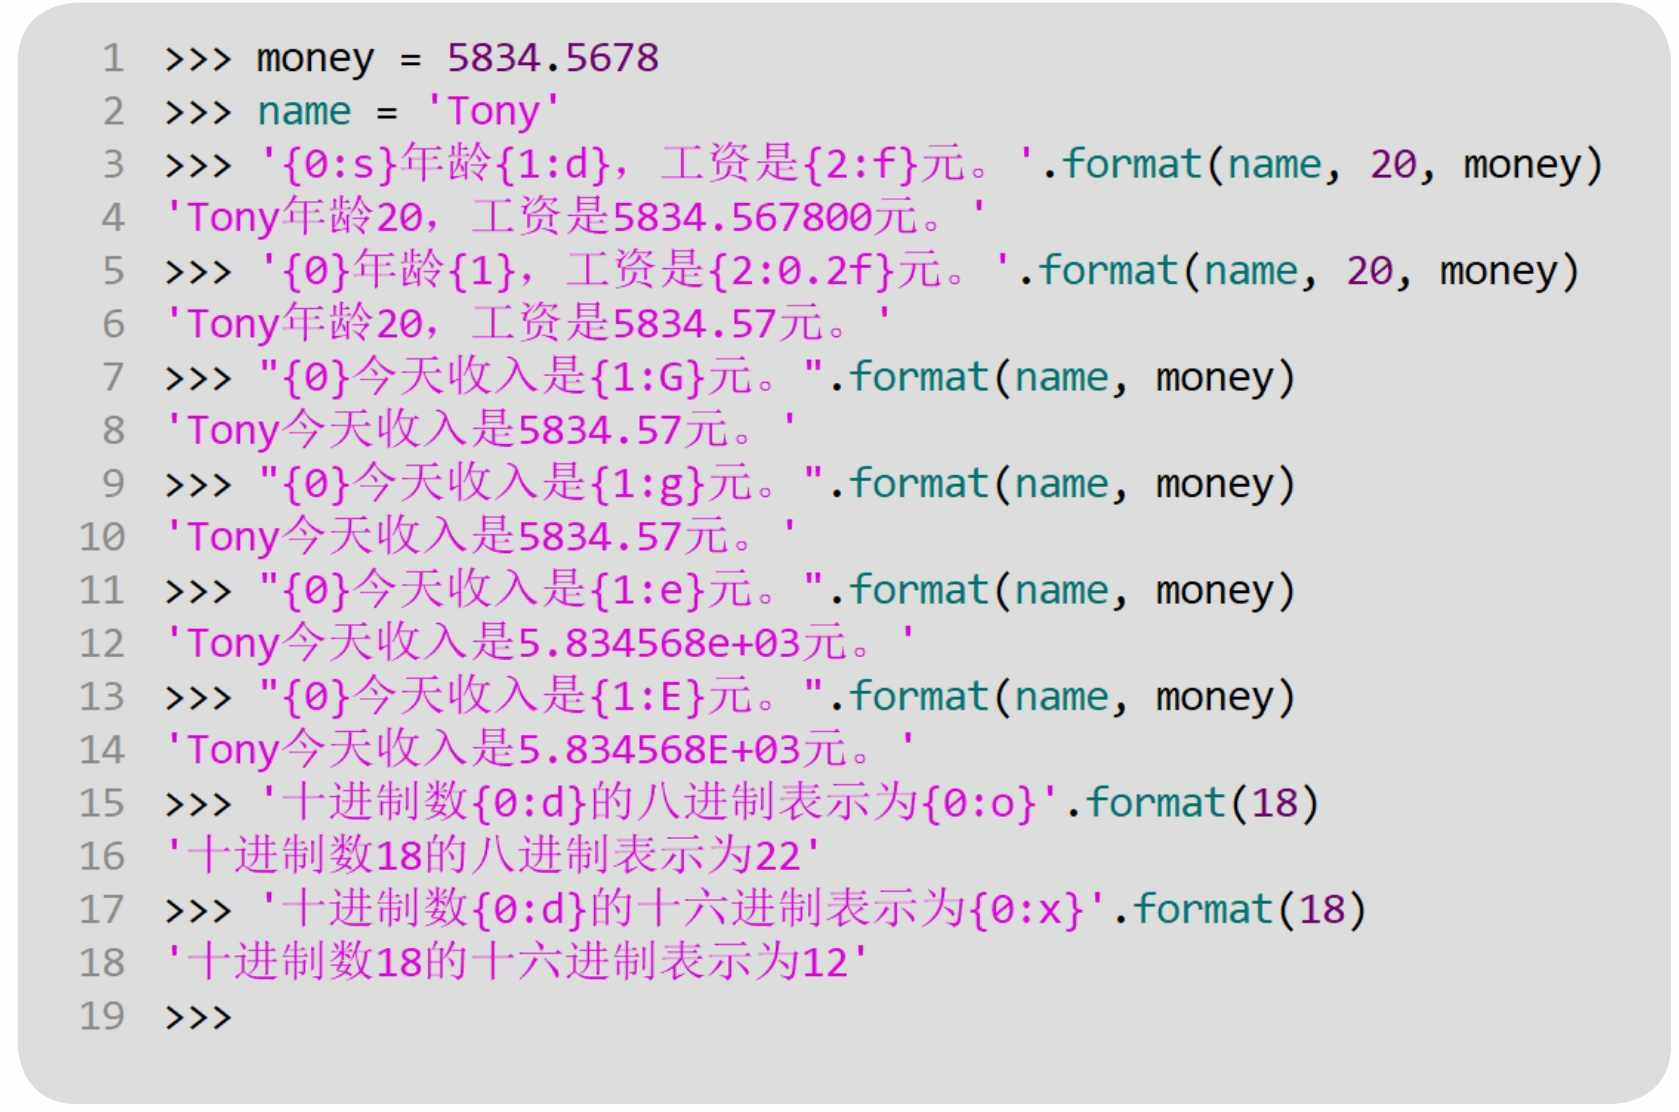 1 >>> money = 5834.5678
2 >>> name = 'Tony'
3 >>> '{0:s}年龄{1:d}，工资是{2:f}元。'.format(name, 20, money)
4 'Tony年龄20，工资是5834.567800元。'
5 >>> '{0}年龄{1}，工资是{2:0.2f}元。'.format(name, 20, money)
6 'Tony年龄20，工资是5834.57元。'
7 >>> "{0}今天收入是{1:G}元。".format(name, money)
8 'Tony今天收入是5834.57元。'
9 >>> "{0}今天收入是{1:g}元。".format(name, money)
10 'Tony今天收入是5834.57元。'
11 >>> "{0}今天收入是{1:e}元。".format(name, money)
12 'Tony今天收入是5.834568e+03元。'
13 >>> "{0}今天收入是{1:E}元。".format(name, money)
14 'Tony今天收入是5.834568E+03元。'
15 >>> '十进制数{0:d}的八进制表示为{0:o}'.format(18)
16 '十进制数18的八进制表示为22'
17 >>> '十进制数{0:d}的十六进制表示为{0:x}'.format(18)
18 '十进制数18的十六进制表示为12'
19 >>>